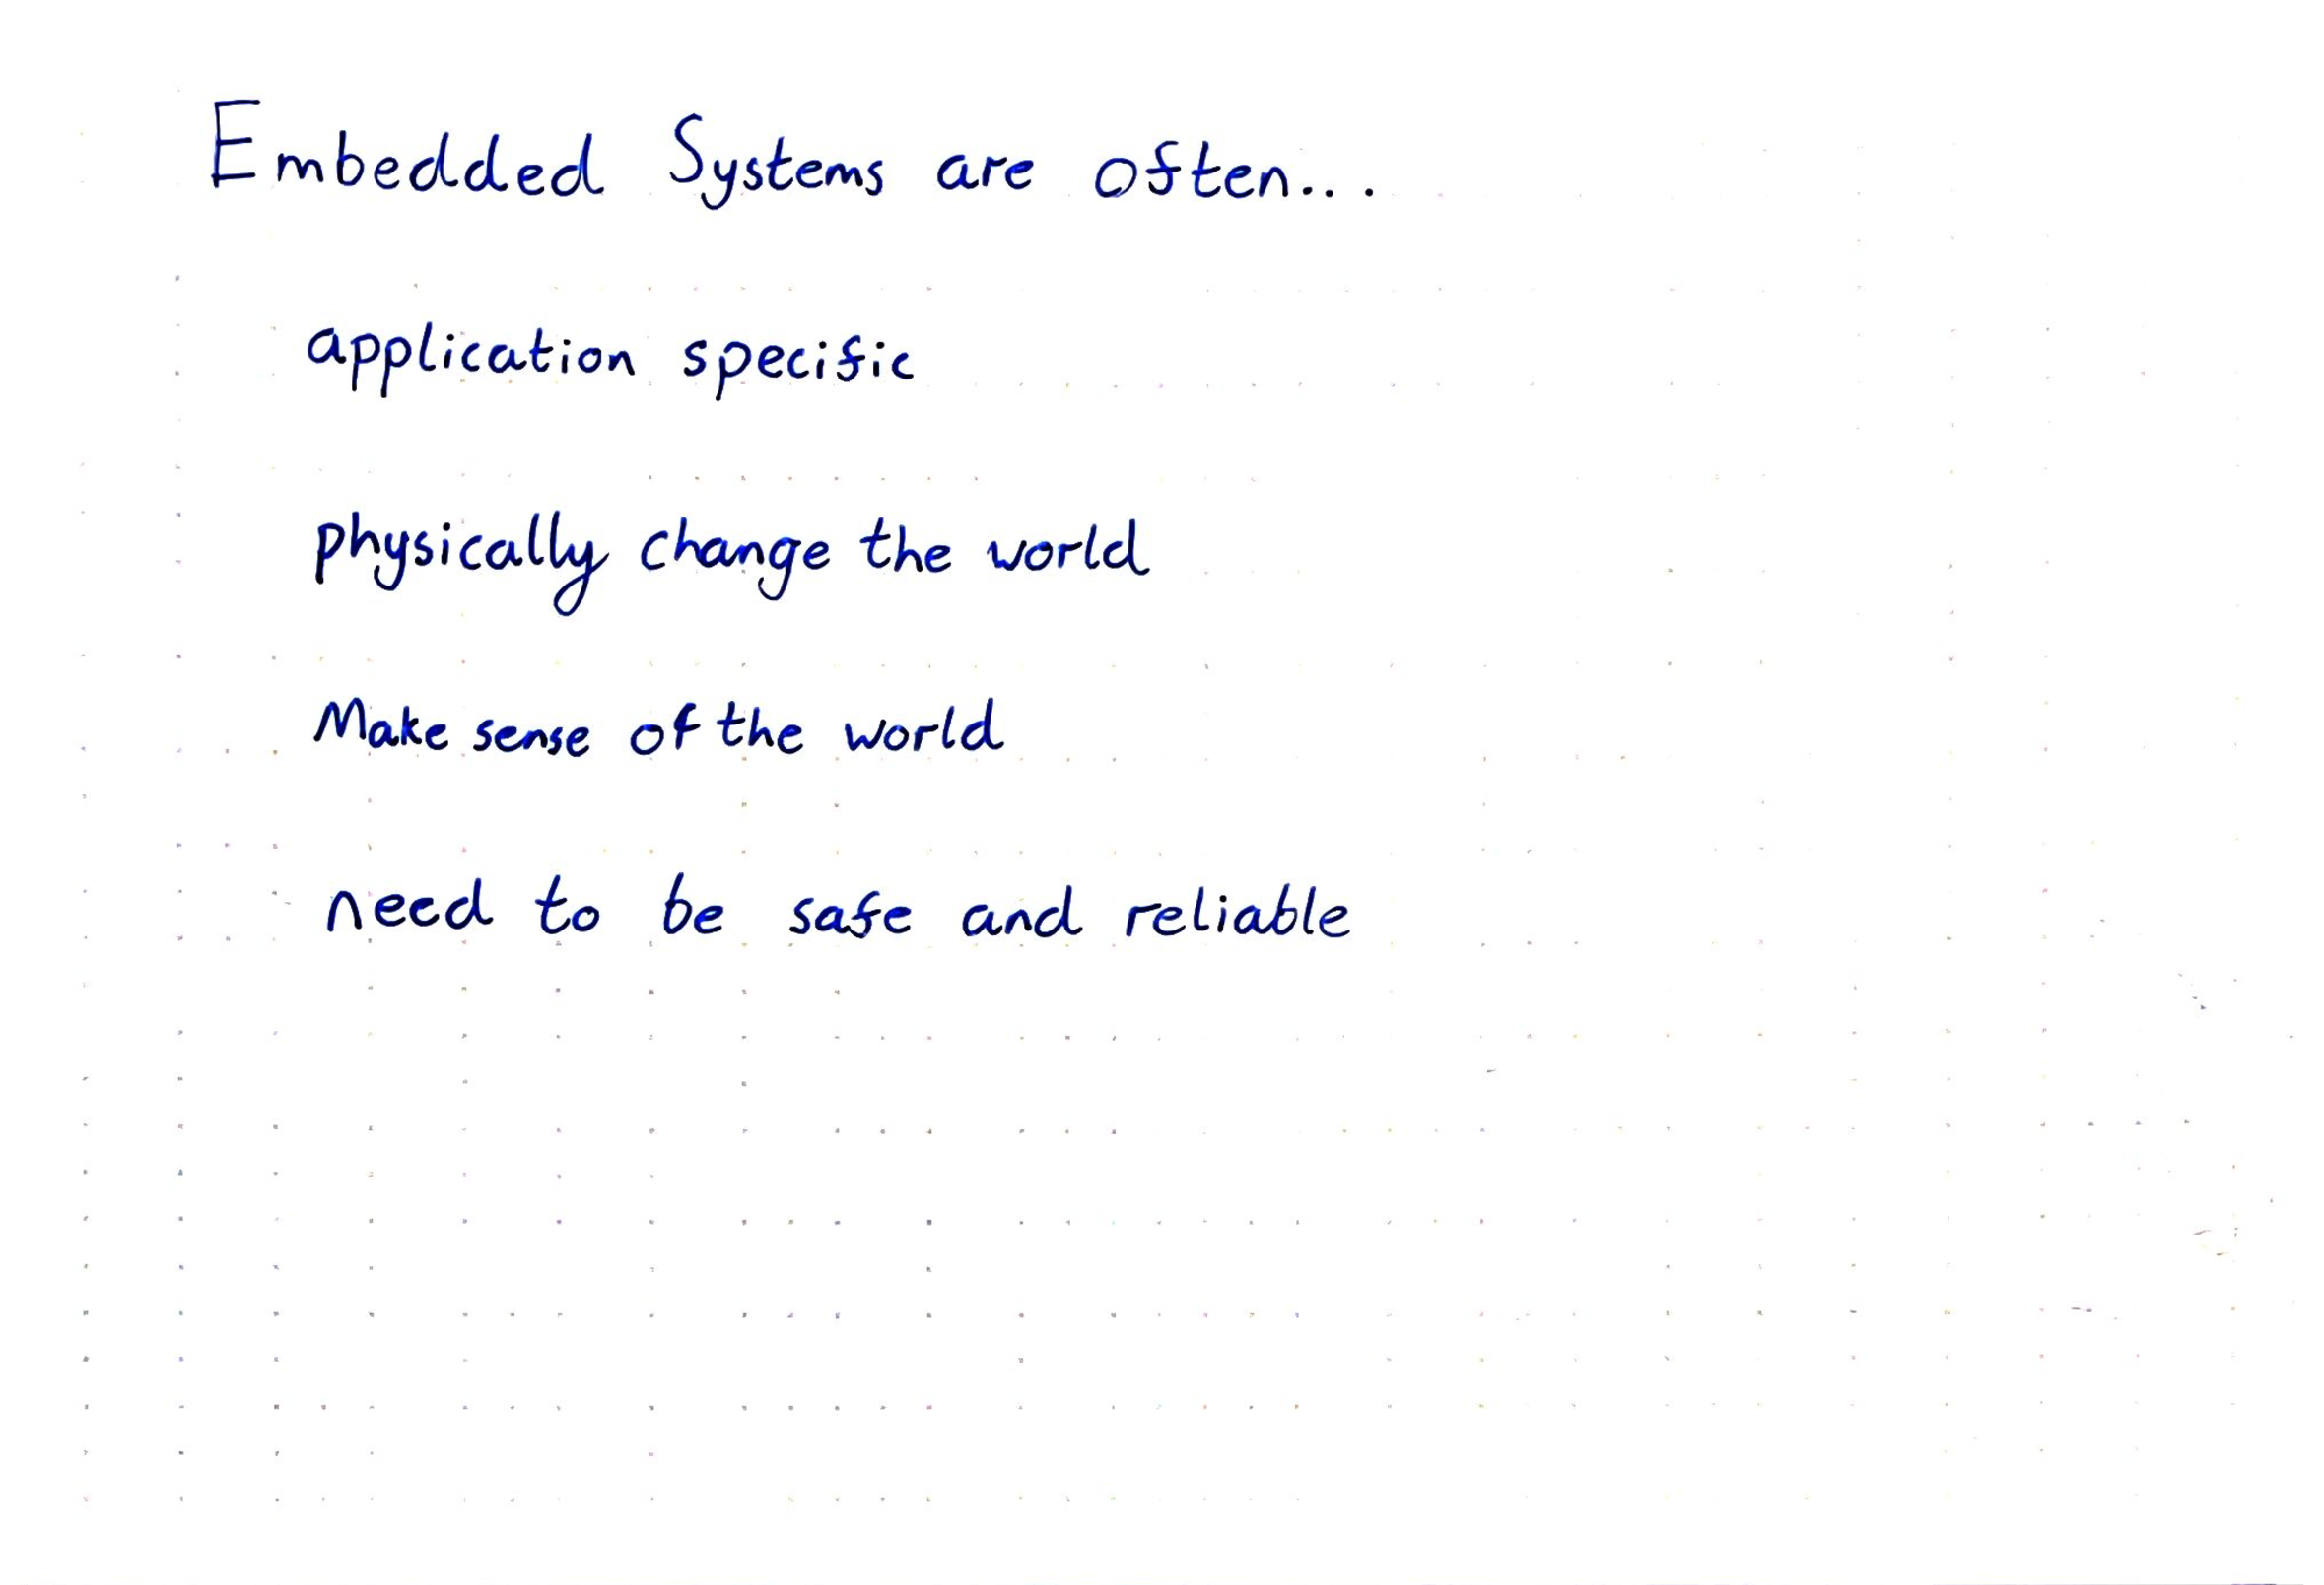 Embedded Systems are often...
application specific
physically change the world
Make sense of the world
need to be safe and reliable